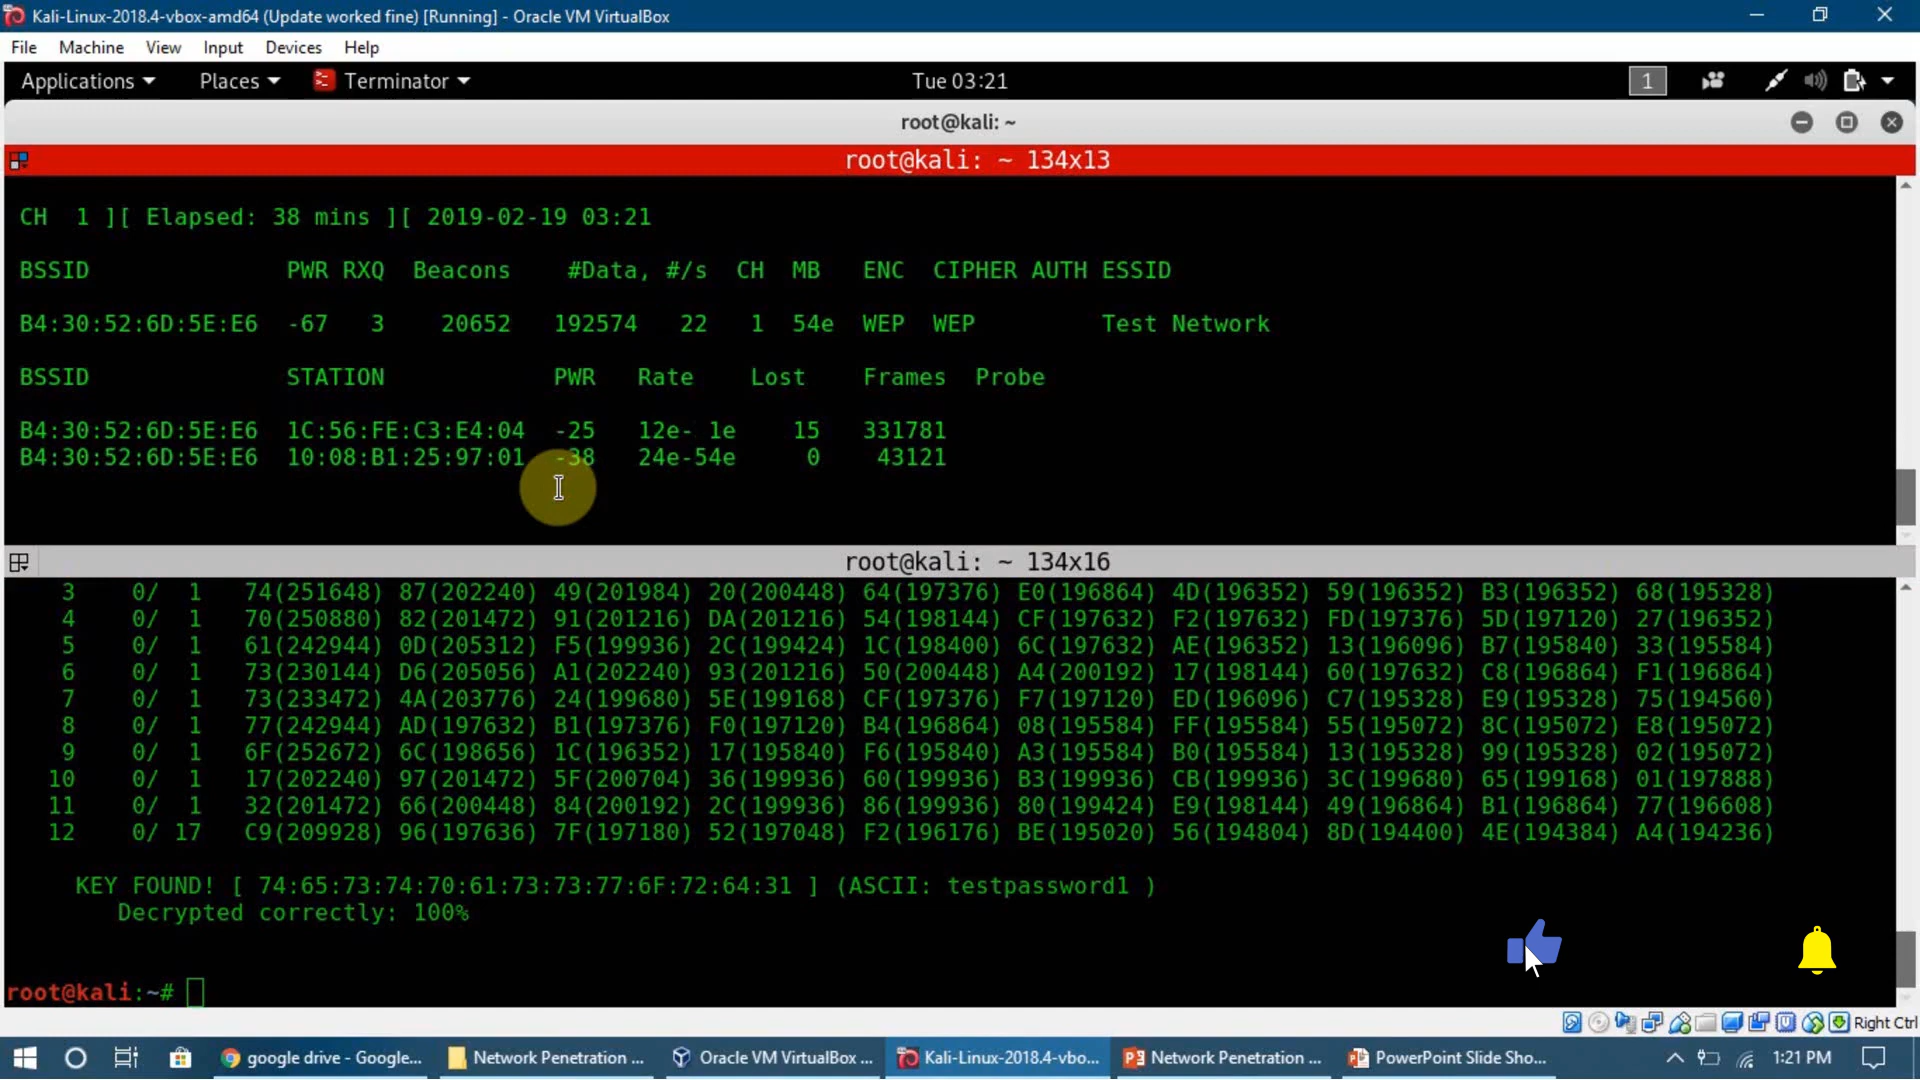 Kali-Linux-2018.4-vbox-amd64 (Update worked fine) [Running] - Oracle VM VirtualBox
File Machine View Input Devices Help
Applications Places Terminator Tue 03:21 1
root@kali: ~
root@kali: ~ 134x13
CH 1 ][ Elapsed: 38 mins ][ 2019-02-19 03:21
BSSID PWR RXQ Beacons #Data, #/s CH MB ENC CIPHER AUTH ESSID
B4:30:52:6D:5E:E6 -67 3 20652 192574 22 1 54e WEP WEP Test Network
BSSID STATION PWR Rate Lost Frames Probe
B4:30:52:6D:5E:E6 1C:56:FE:C3:E4:04 -25 12e- 1e 15 331781
B4:30:52:6D:5E:E6 10:08:B1:25:97:01 -38 24e-54e 0 43121
root@kali: ~ 134x16
3 0/ 1 74(251648) 87(202240) 49(201984) 20(200448) 64(197376) E0(196864) 4D(196352) 59(196352) B3(196352) 68(195328)
4 0/ 1 70(250880) 82(201472) 91(201216) DA(201216) 54(198144) CF(197632) F2(197632) FD(197376) 5D(197120) 27(196352)
5 0/ 1 61(242944) 0D(205312) F5(199936) 2C(199424) 1C(198400) 6C(197632) AE(196352) 13(196096) B7(195840) 33(195584)
6 0/ 1 73(230144) D6(205056) A1(202240) 93(201216) 50(200448) A4(200192) 17(198144) 60(197632) C8(196864) F1(196864)
7 0/ 1 73(233472) 4A(203776) 24(199680) 5E(199168) CF(197376) F7(197120) ED(196096) C7(195328) E9(195328) 75(194560)
8 0/ 1 77(242944) AD(197632) B1(197376) F0(197120) B4(196864) 08(195584) FF(195584) 55(195072) 8C(195072) E8(195072)
9 0/ 1 6F(252672) 6C(198656) 1C(196352) 17(195840) F6(195840) A3(195584) B0(195584) 13(195328) 99(195328) 02(195072)
10 0/ 1 17(202240) 97(201472) 5F(200704) 36(199936) 60(199936) B3(199936) CB(199936) 3C(199680) 65(199168) 01(197888)
11 0/ 1 32(201472) 66(200448) 84(200192) 2C(199936) 86(199936) 80(199424) E9(198144) 49(196864) B1(196864) 77(196608)
12 0/ 17 C9(209928) 96(197636) 7F(197180) 52(197048) F2(196176) BE(195020) 56(194804) 8D(194400) 4E(194384) A4(194236)
KEY FOUND! [ 74:65:73:74:70:61:73:73:77:6F:72:64:31 ] (ASCII: testpassword1 )
Decrypted correctly: 100%
root@kali:~#
Right Ctrl
google drive - Google... Network Penetration ... Oracle VM VirtualBox ... Kali-Linux-2018.4-vbo... Network Penetration ... PowerPoint Slide Sho... 1:21 PM